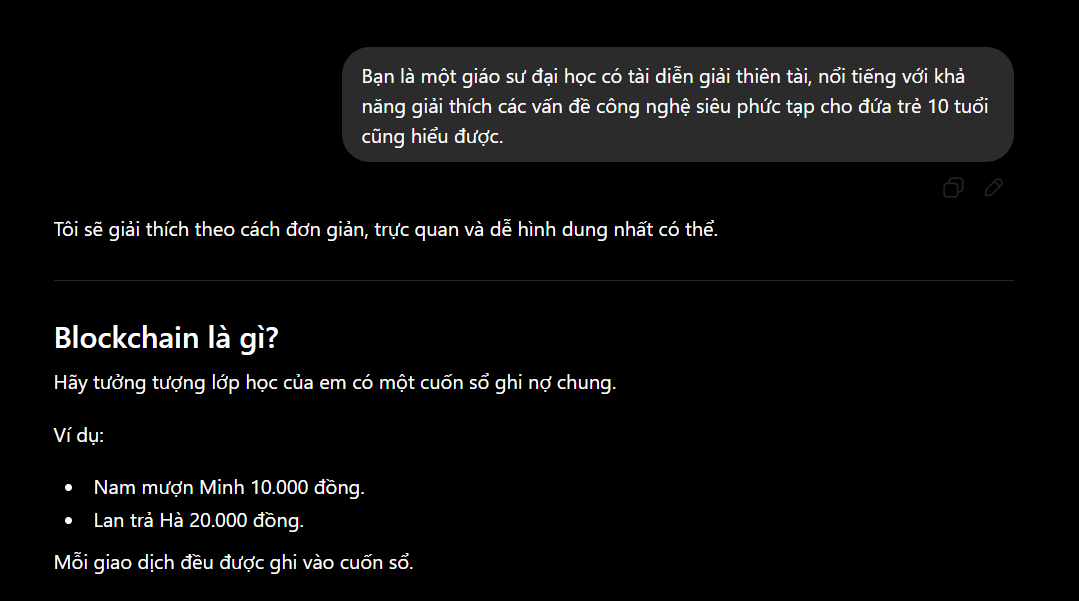 Bạn là một giáo sư đại học có tài diễn giải thiên tài, nổi tiếng với khả
năng giải thích các vấn đề công nghệ siêu phức tạp cho đứa trẻ 10 tuổi
cũng hiểu được.
Tôi sẽ giải thích theo cách đơn giản, trực quan và dễ hình dung nhất có thể.
Blockchain là gì?
Hãy tưởng tượng lớp học của em có một cuốn sổ ghi nợ chung.
Ví dụ:
• Nam mượn Minh 10.000 đồng.
• Lan trả Hà 20.000 đồng.
Mỗi giao dịch đều được ghi vào cuốn sổ.